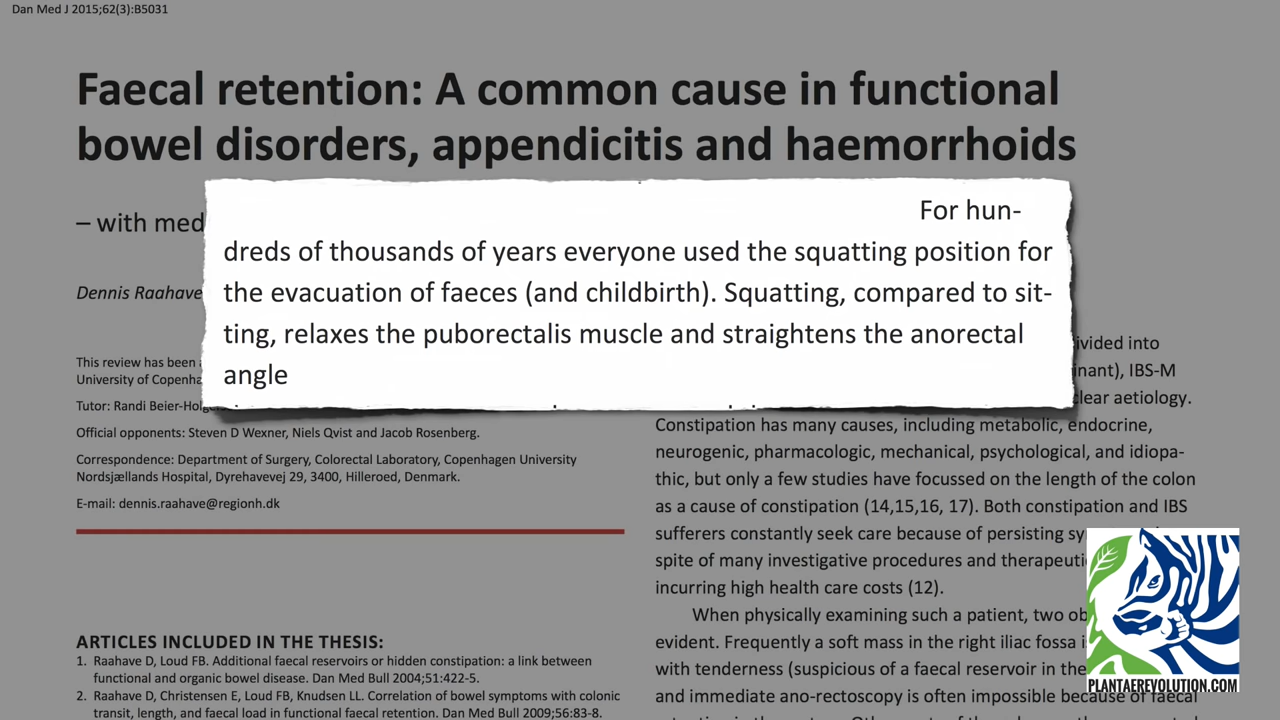 Dan Med J 2015;62(3):B5031
Faecal retention: A common cause in functional
bowel disorders, appendicitis and haemorrhoids
– with med
For hun-
dreds of thousands of years everyone used the squatting position for
the evacuation of faeces (and childbirth). Squatting, compared to sit-
ting, relaxes the puborectalis muscle and straightens the anorectal
angle
Dennis Raahave
This review has been
University of Copenha
Tutor: Randi Beier-Holge
Official opponents: Steven D Wexner, Niels Qvist and Jacob Rosenberg.
Correspondence: Department of Surgery, Colorectal Laboratory, Copenhagen University
Nordsjællands Hospital, Dyrehavevej 29, 3400, Hilleroed, Denmark.
E-mail: dennis.raahave@regionh.dk
ARTICLES INCLUDED IN THE THESIS:
1. Raahave D, Loud FB. Additional faecal reservoirs or hidden constipation: a link between
functional and organic bowel disease. Dan Med Bull 2004;51:422-5.
2. Raahave D, Christensen E, Loud FB, Knudsen LL. Correlation of bowel symptoms with colonic
transit, length, and faecal load in functional faecal retention. Dan Med Bull 2009;56:83-8.
ivided into
inant), IBS-M
clear aetiology.
Constipation has many causes, including metabolic, endocrine,
neurogenic, pharmacologic, mechanical, psychological, and idiopa-
thic, but only a few studies have focussed on the length of the colon
as a cause of constipation (14,15,16, 17). Both constipation and IBS
sufferers constantly seek care because of persisting sy
spite of many investigative procedures and therapeuti
incurring high health care costs (12).
When physically examining such a patient, two ob
evident. Frequently a soft mass in the right iliac fossa i
with tenderness (suspicious of a faecal reservoir in the
and immediate ano-rectoscopy is often impossible because of faecal
PLANTAEREVOLUTION.COM